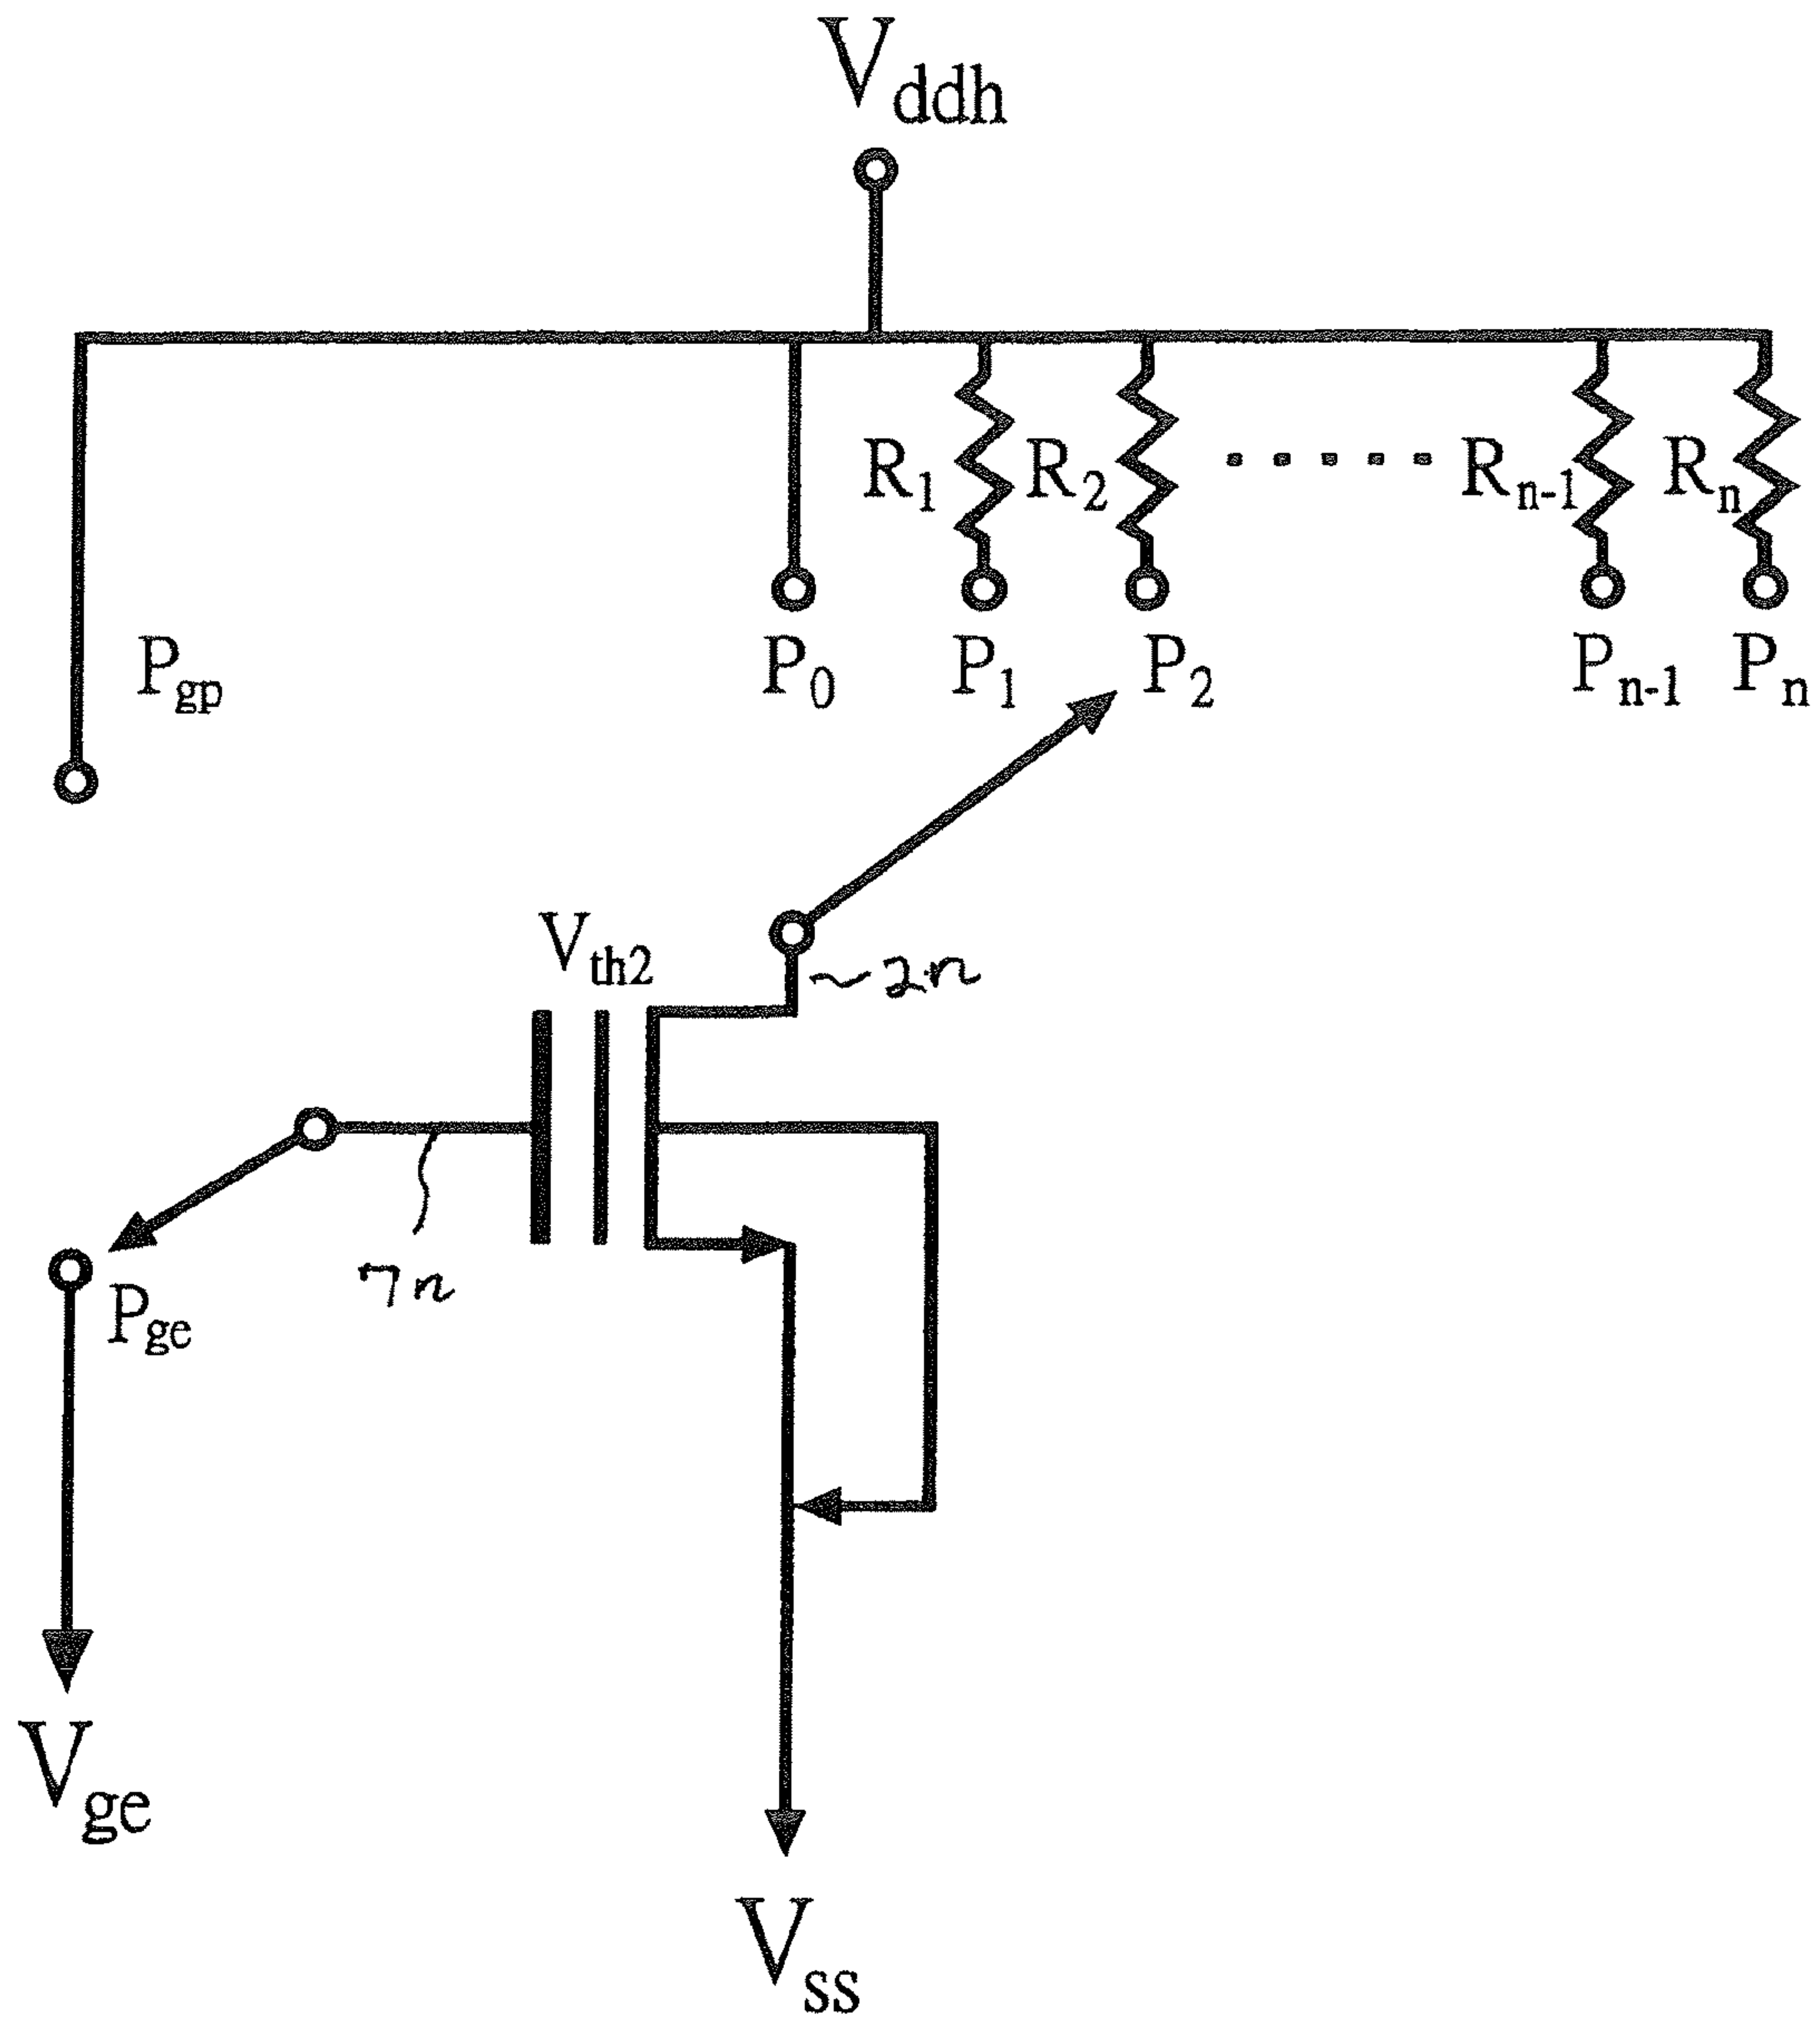 Vddh
R1 R2 ..... Rn-1 Rn
Pgp P0 P1 P2 Pn-1 Pn
Vth2
~2n
7n
Pge
Vge
Vss